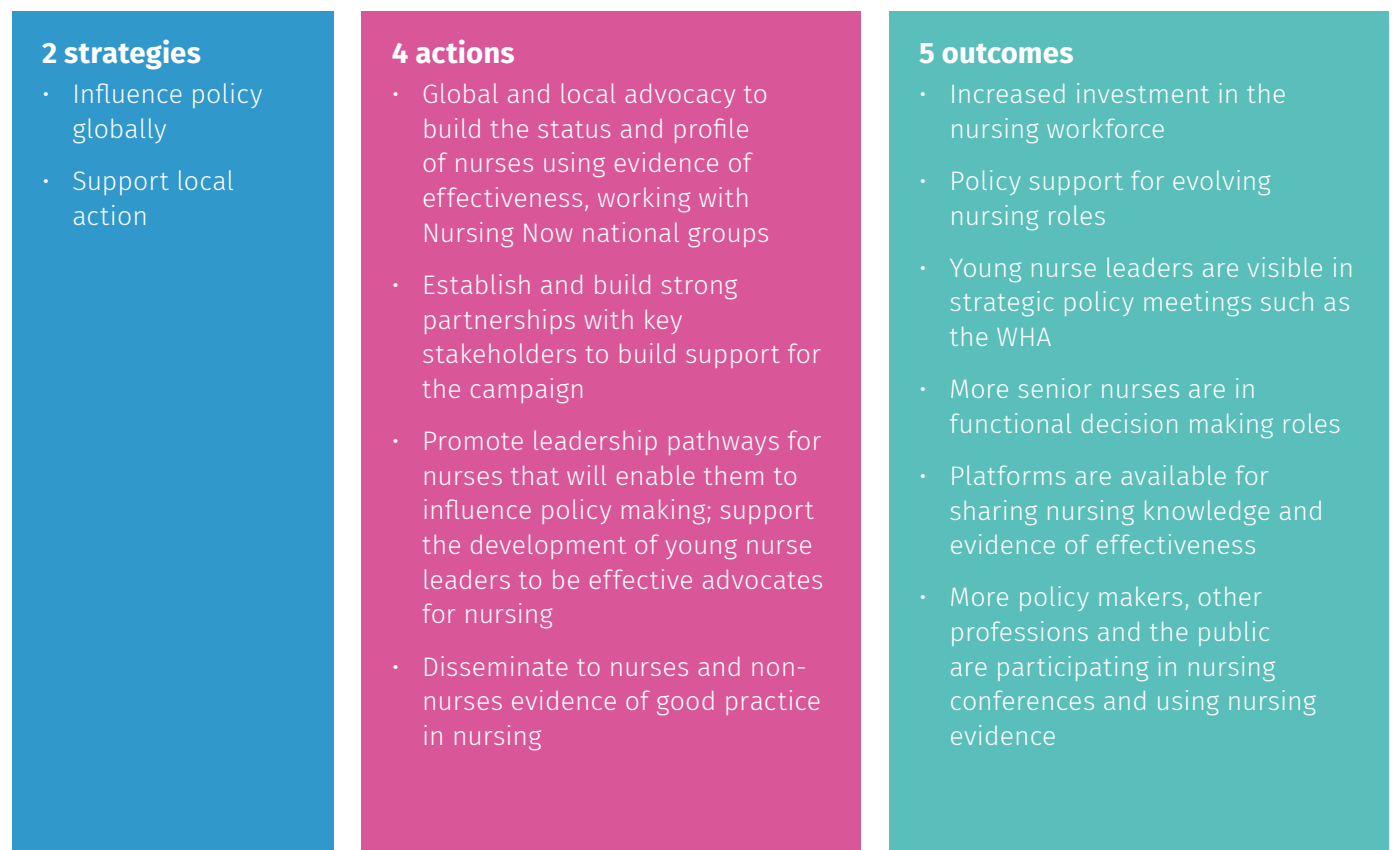 2 strategies
· Influence policy
globally
· Support local
action
4 actions
· Global and local advocacy to
build the status and profile
of nurses using evidence of
effectiveness, working with
Nursing Now national groups
· Establish and build strong
partnerships with key
stakeholders to build support for
the campaign
· Promote leadership pathways for
nurses that will enable them to
influence policy making; support
the development of young nurse
leaders to be effective advocates
for nursing
· Disseminate to nurses and non-
nurses evidence of good practice
in nursing
5 outcomes
· Increased investment in the
nursing workforce
· Policy support for evolving
nursing roles
· Young nurse leaders are visible in
strategic policy meetings such as
the WHA
· More senior nurses are in
functional decision making roles
· Platforms are available for
sharing nursing knowledge and
evidence of effectiveness
· More policy makers, other
professions and the public
are participating in nursing
conferences and using nursing
evidence